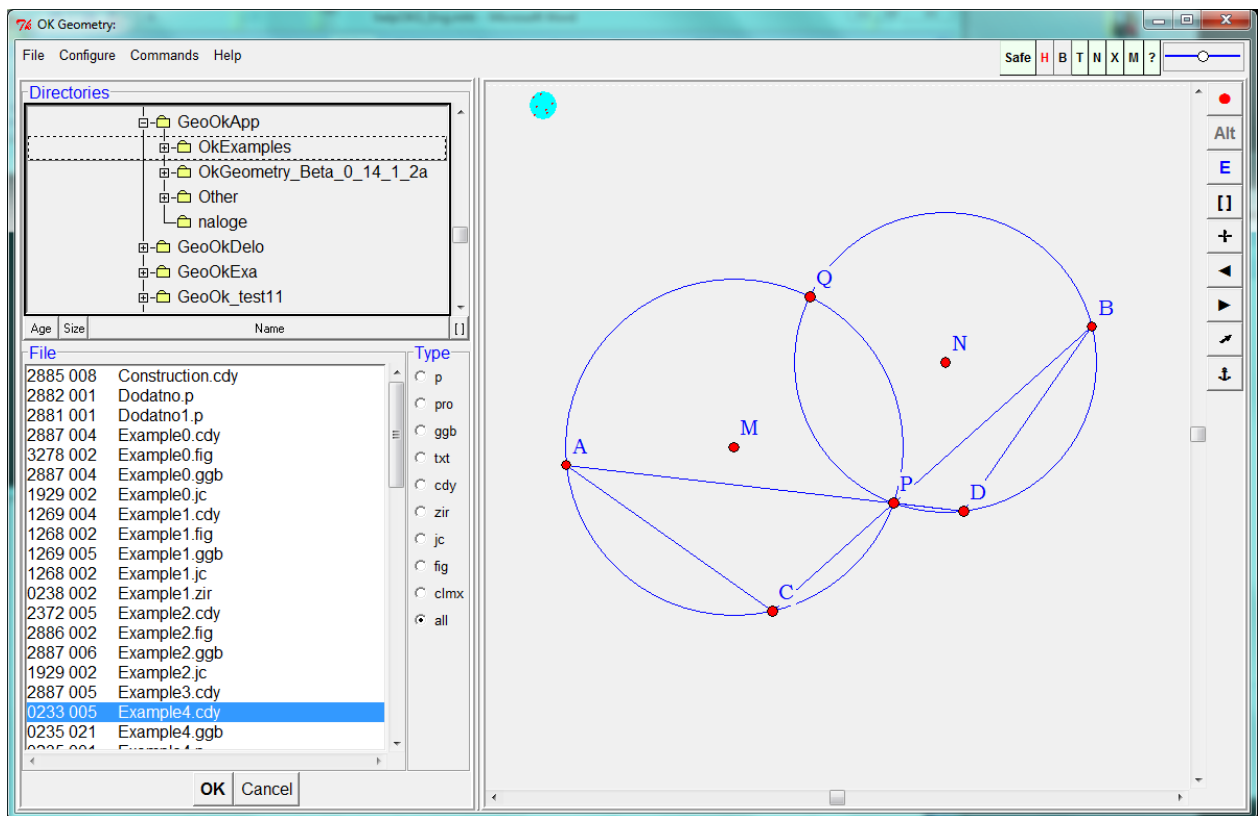 OK Geometry:
File Configure Commands Help
Safe H B T N X M ?
Directories
GeoOkApp
OkExamples
OkGeometry_Beta_0_14_1_2a
Other
naloge
GeoOkDelo
GeoOkExa
GeoOk_test11
Age Size Name []
File
2885 008 Construction.cdy
2882 001 Dodatno.p
2881 001 Dodatno1.p
2887 004 Example0.cdy
3278 002 Example0.fig
2887 004 Example0.ggb
1929 002 Example0.jc
1269 004 Example1.cdy
1268 002 Example1.fig
1269 005 Example1.ggb
1268 002 Example1.jc
0238 002 Example1.zir
2372 005 Example2.cdy
2886 002 Example2.fig
2887 006 Example2.ggb
1929 002 Example2.jc
2887 005 Example3.cdy
0233 005 Example4.cdy
0235 021 Example4.ggb
Type
p
pro
ggb
txt
cdy
zir
jc
fig
clmx
all
OK Cancel
Q
B
N
M
A
P
D
C
Alt
E
[]